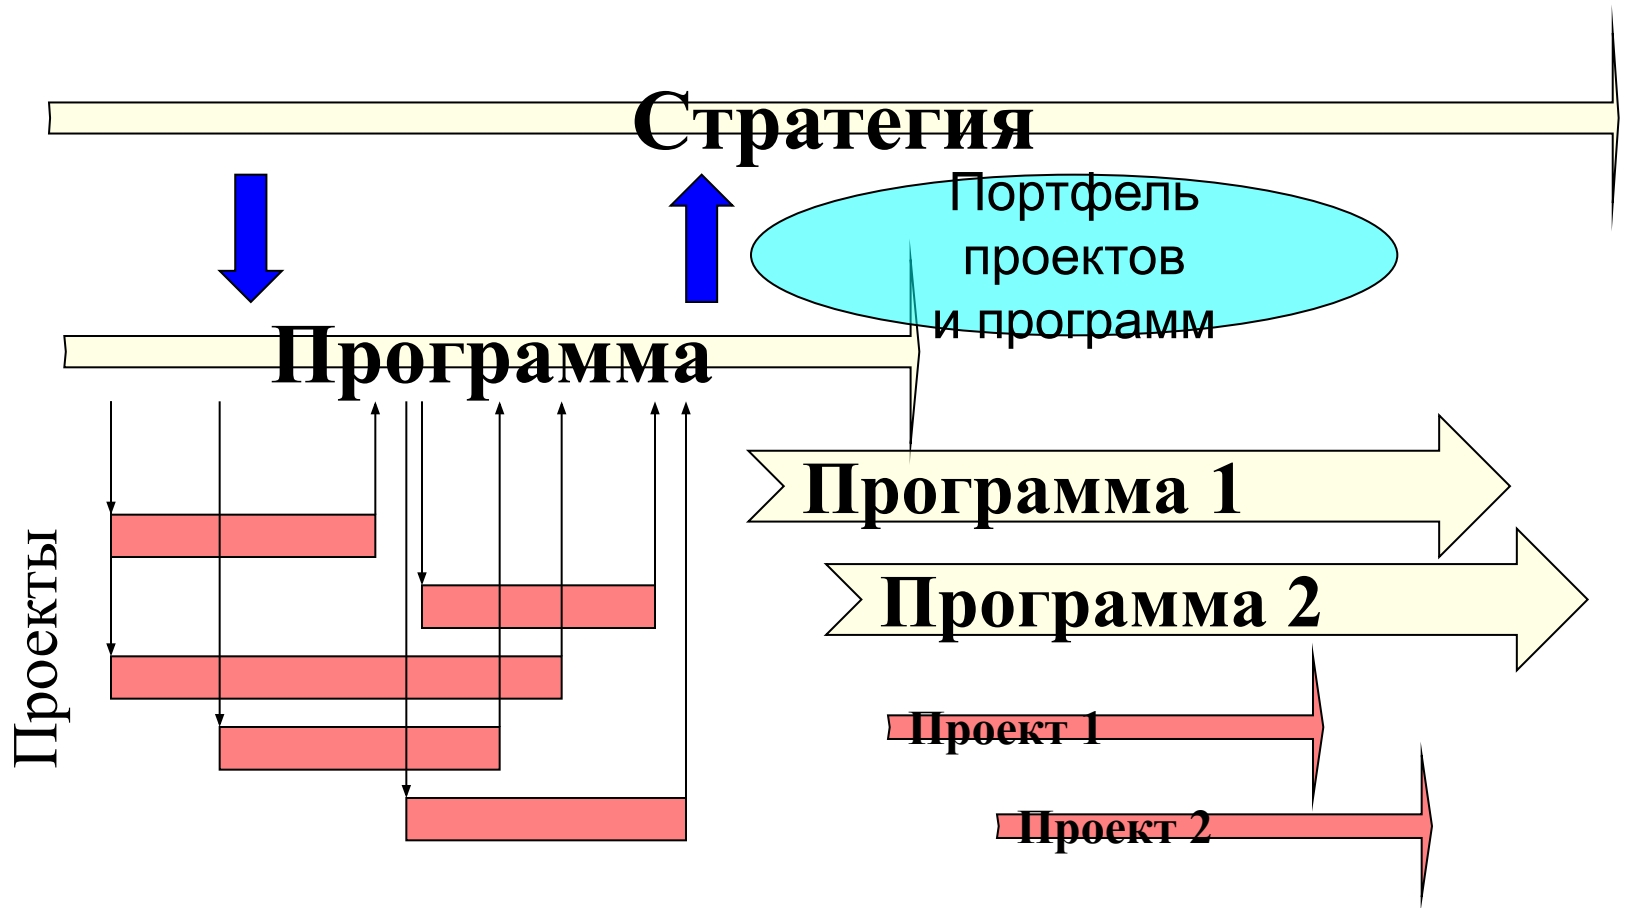 Стратегия
Портфель
проектов
и программ
Программа
Программа 1
Программа 2
Проекты
Проект 1
Проект 2